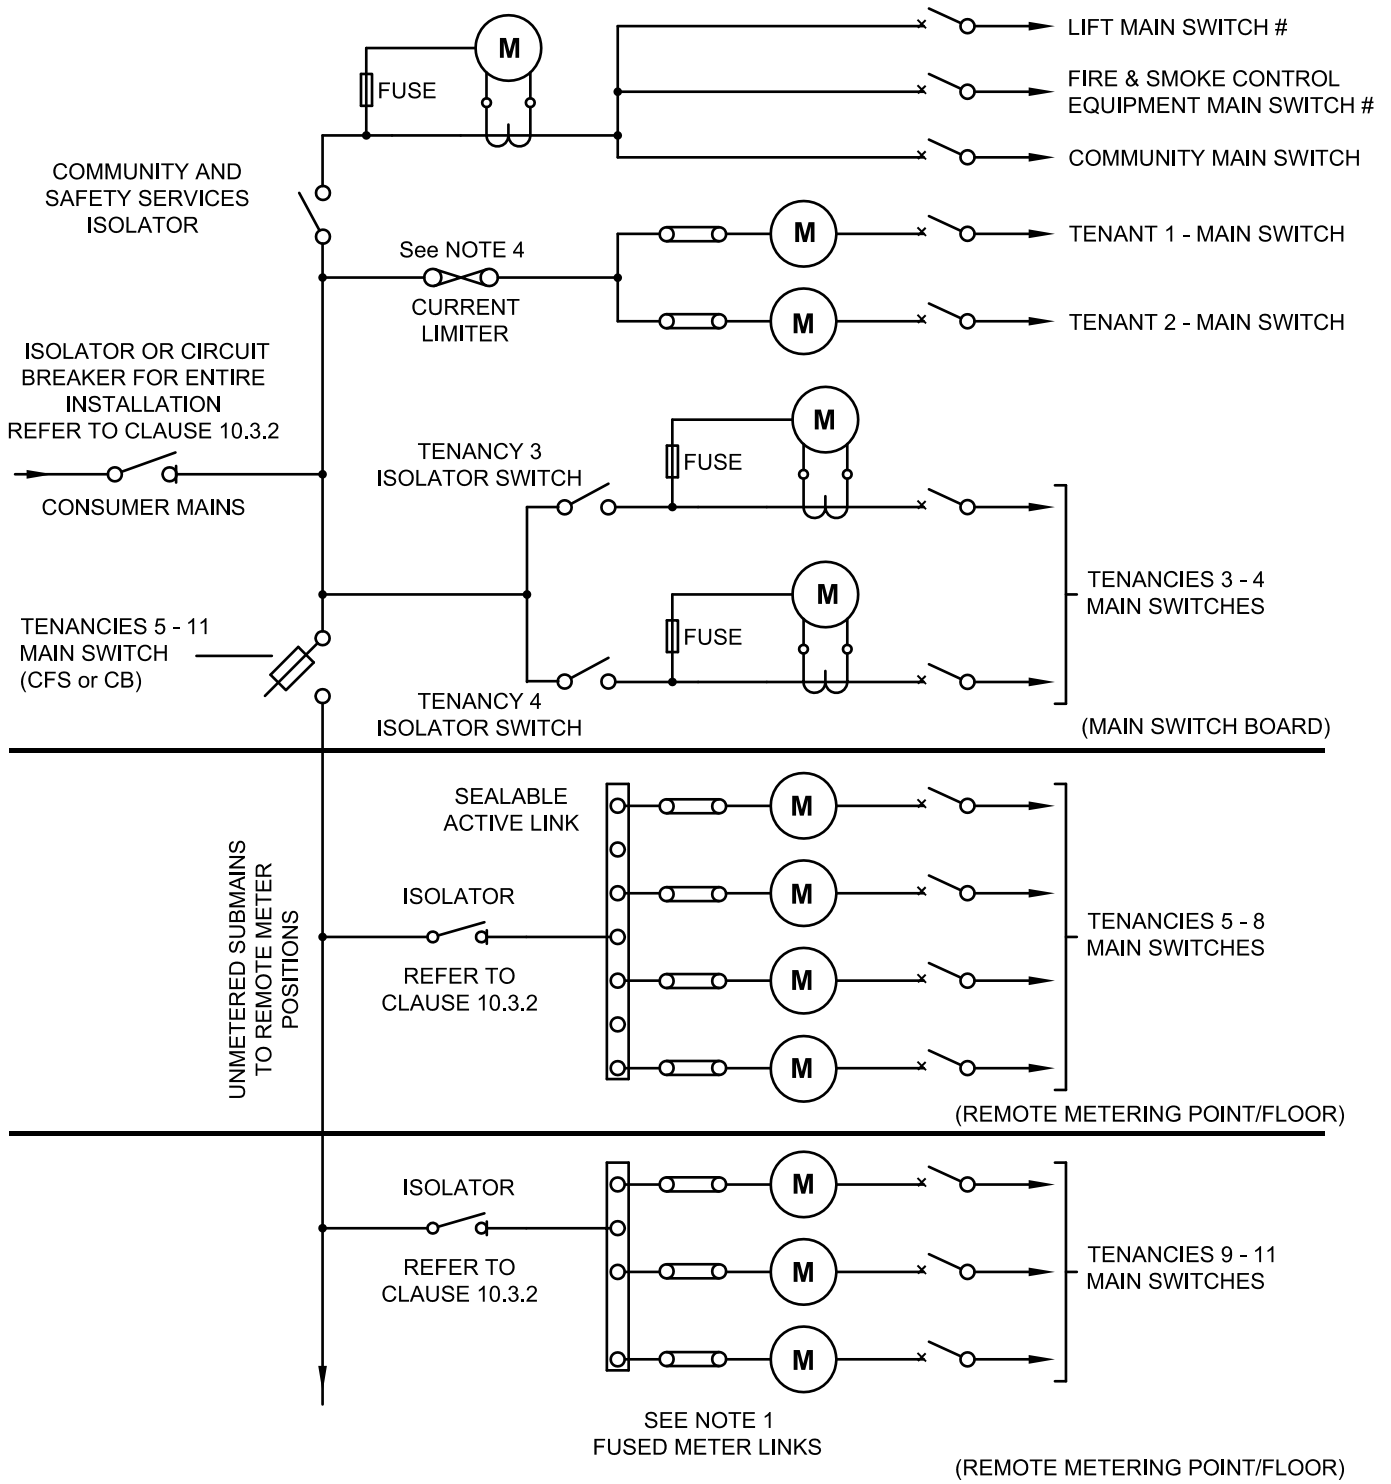 M
LIFT MAIN SWITCH #
FUSE
FIRE & SMOKE CONTROL
EQUIPMENT MAIN SWITCH #
COMMUNITY MAIN SWITCH
COMMUNITY AND
SAFETY SERVICES
ISOLATOR
See NOTE 4
CURRENT
LIMITER
M
TENANT 1 - MAIN SWITCH
M
TENANT 2 - MAIN SWITCH
ISOLATOR OR CIRCUIT
BREAKER FOR ENTIRE
INSTALLATION
REFER TO CLAUSE 10.3.2
CONSUMER MAINS
TENANCY 3
ISOLATOR SWITCH
FUSE
M
TENANCIES 3 - 4
MAIN SWITCHES
FUSE
M
TENANCIES 5 - 11
MAIN SWITCH
(CFS or CB)
TENANCY 4
ISOLATOR SWITCH
(MAIN SWITCH BOARD)
SEALABLE
ACTIVE LINK
M
M
M
M
ISOLATOR
REFER TO
CLAUSE 10.3.2
TENANCIES 5 - 8
MAIN SWITCHES
UNMETERED SUBMAINS
TO REMOTE METER
POSITIONS
(REMOTE METERING POINT/FLOOR)
ISOLATOR
REFER TO
CLAUSE 10.3.2
M
M
M
TENANCIES 9 - 11
MAIN SWITCHES
SEE NOTE 1
FUSED METER LINKS
(REMOTE METERING POINT/FLOOR)